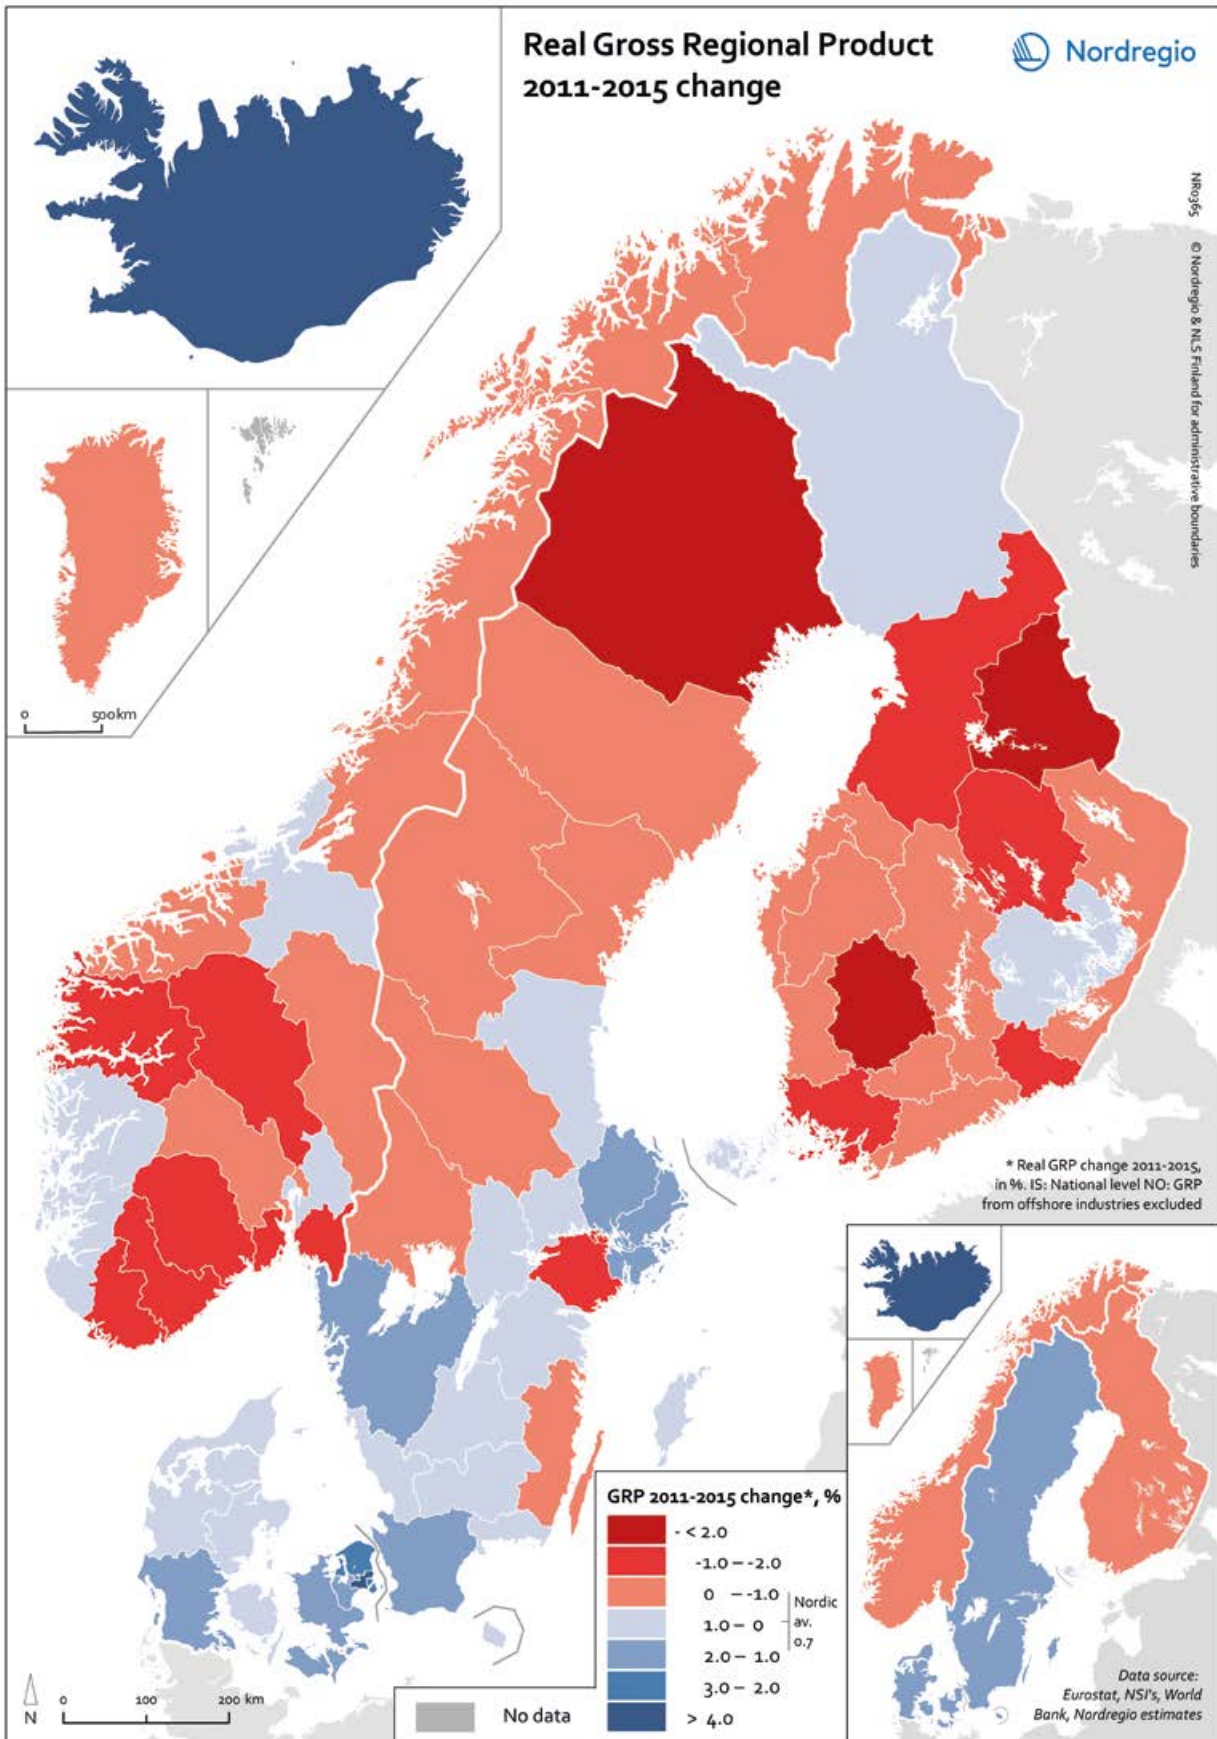 Real Gross Regional Product
2011-2015 change
Nordregio
NR0365 © Nordregio & NLS Finland for administrative boundaries
0 500km
* Real GRP change 2011-2015,
in %. IS: National level NO: GRP
from offshore industries excluded
GRP 2011-2015 change*, %
- < 2.0
-1.0 – -2.0
0 – -1.0
1.0 – 0
2.0 – 1.0
3.0 – 2.0
> 4.0
Nordic
av.
0.7
No data
N
0 100 200 km
Data source:
Eurostat, NSI's, World
Bank, Nordregio estimates